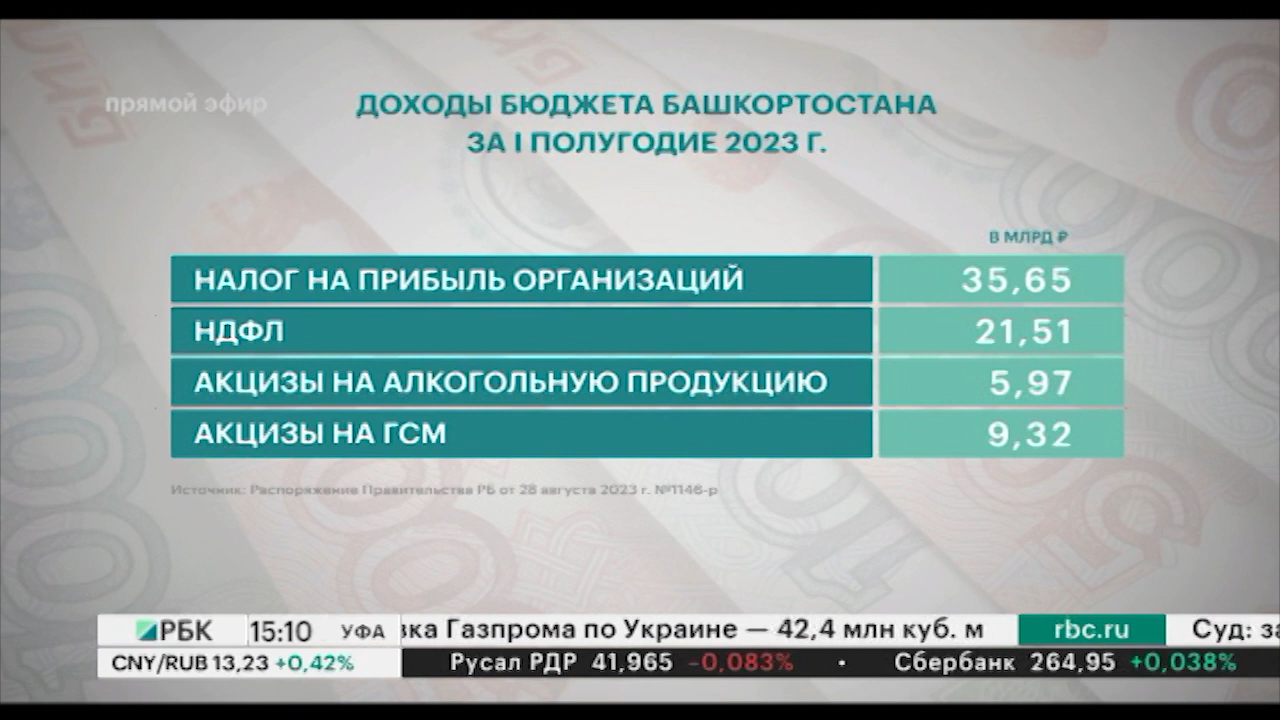 прямой эфир
ДОХОДЫ БЮДЖЕТА БАШКОРТОСТАНА
ЗА I ПОЛУГОДИЕ 2023 Г.
В МЛРД ₽
НАЛОГ НА ПРИБЫЛЬ ОРГАНИЗАЦИЙ 35,65
НДФЛ 21,51
АКЦИЗЫ НА АЛКОГОЛЬНУЮ ПРОДУКЦИЮ 5,97
АКЦИЗЫ НА ГСМ 9,32
Источник: Распоряжение Правительства РБ от 28 августа 2023 г. №1146-р
РБК 15:10 УФА Газпрома по Украине — 42,4 млн куб. м rbc.ru Суд:
CNY/RUB 13,23 +0,42% Русал РДР 41,965 -0,083% · Сбербанк 264,95 +0,038%